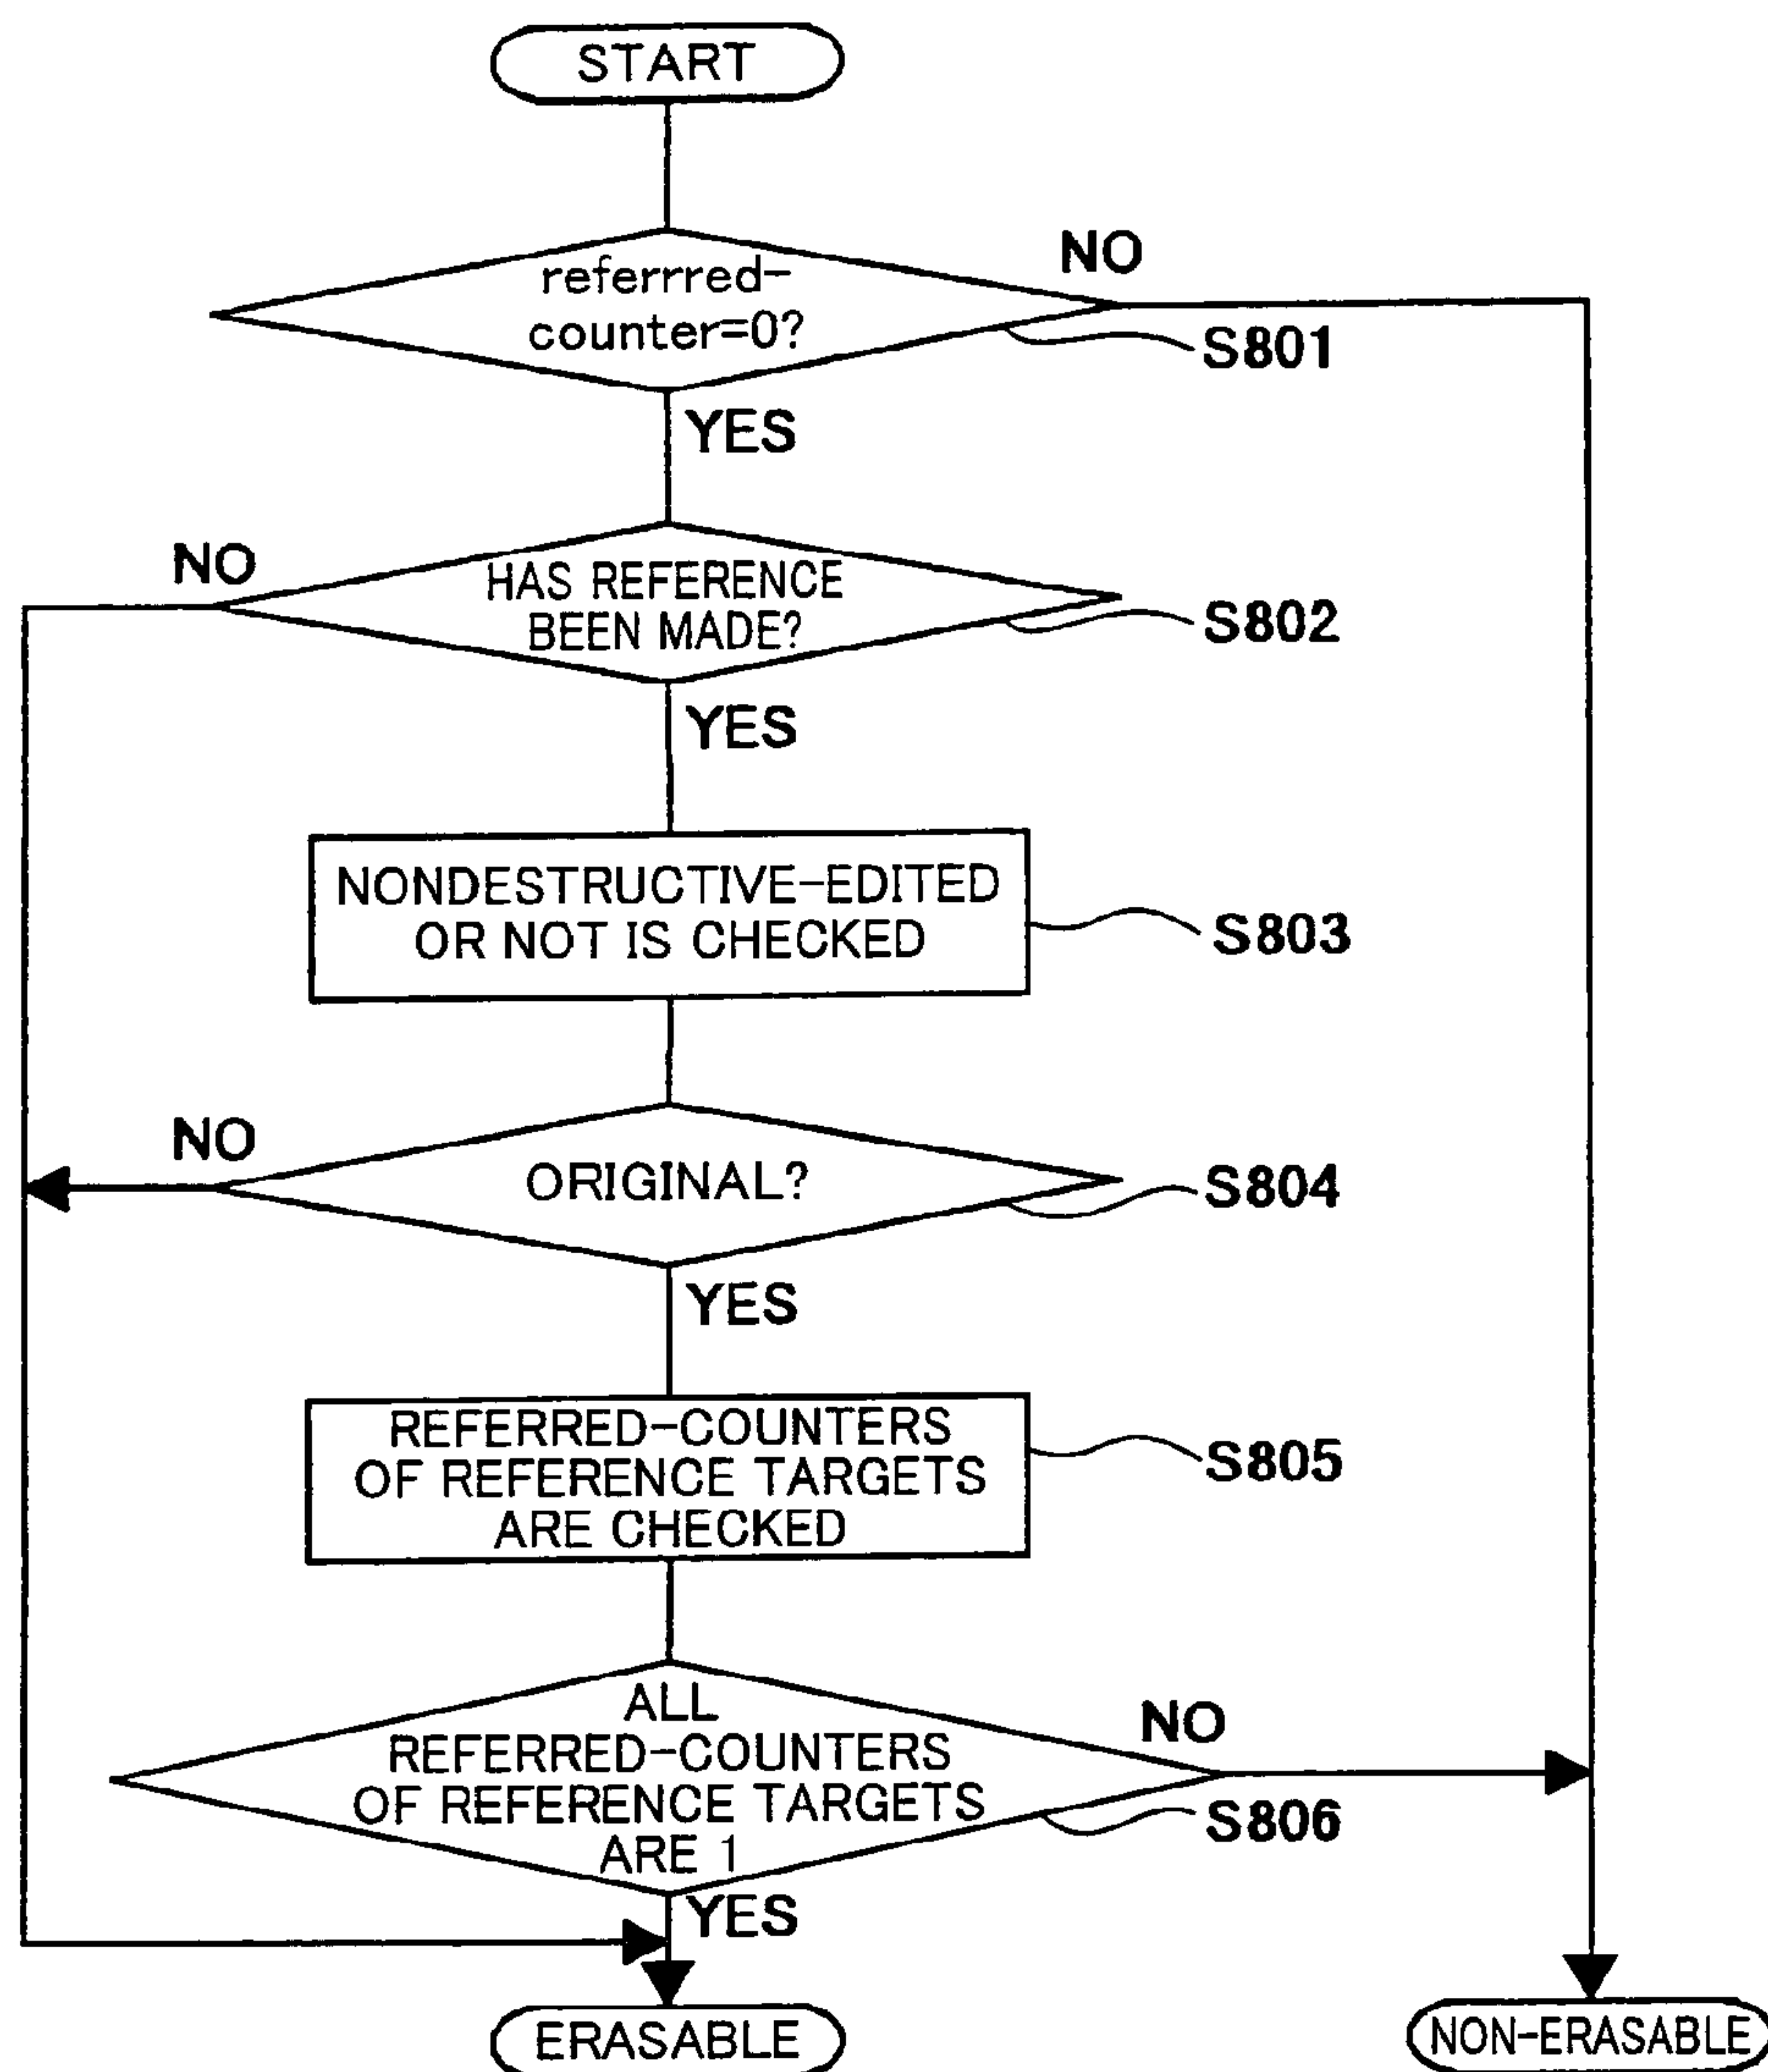 START
NO
referrred-
counter=0?
S801
YES
NO
HAS REFERENCE
BEEN MADE?
S802
YES
NONDESTRUCTIVE-EDITED
OR NOT IS CHECKED
S803
NO
ORIGINAL?
S804
YES
REFERRED-COUNTERS
OF REFERENCE TARGETS
ARE CHECKED
S805
ALL
REFERRED-COUNTERS
OF REFERENCE TARGETS
ARE 1
NO
S806
YES
ERASABLE
NON-ERASABLE